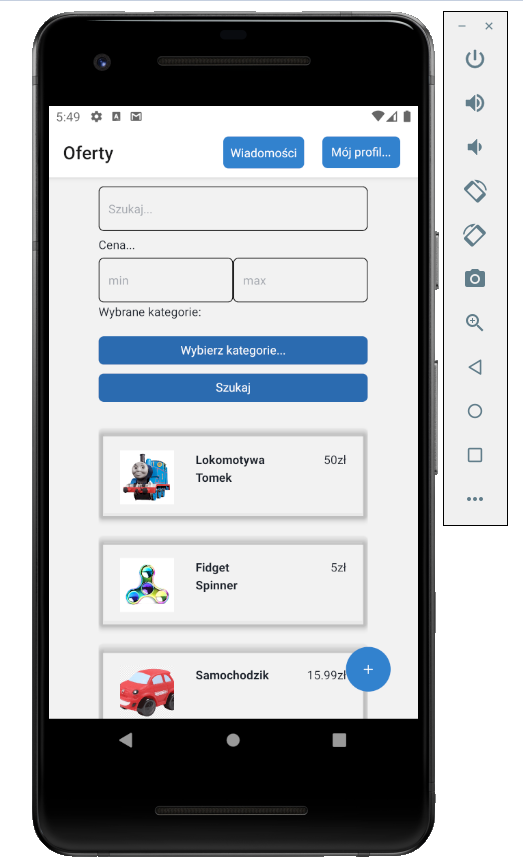 5:49
Oferty
Wiadomości
Mój profil...
Szukaj...
Cena...
min
max
Wybrane kategorie:
Wybierz kategorie...
Szukaj
Lokomotywa 50zł
Tomek
Fidget 5zł
Spinner
Samochodzik 15.99zł
+